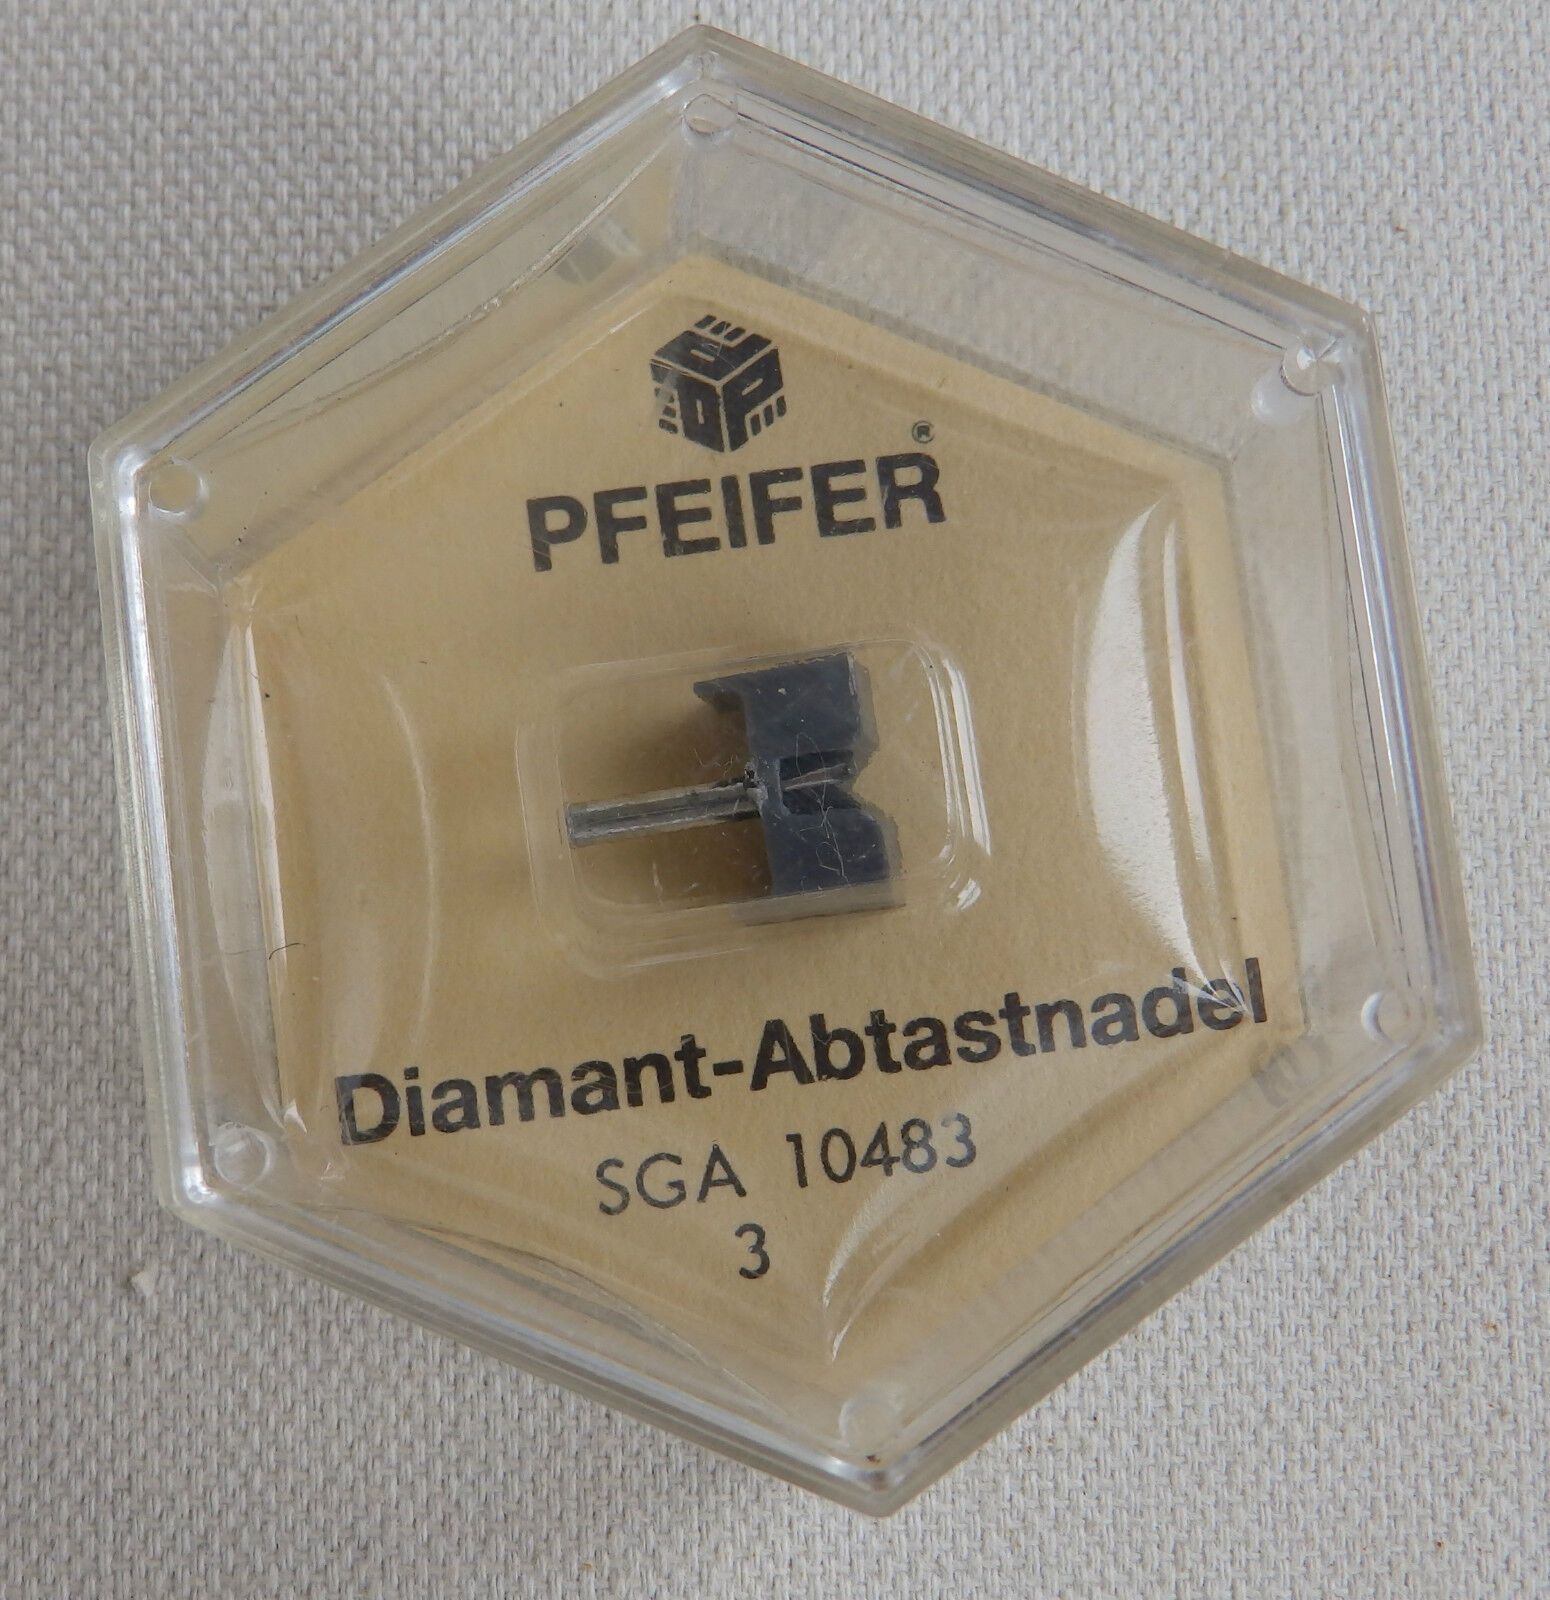 PFEIFER®
Diamant-Abtastnadel
SGA 10483
3